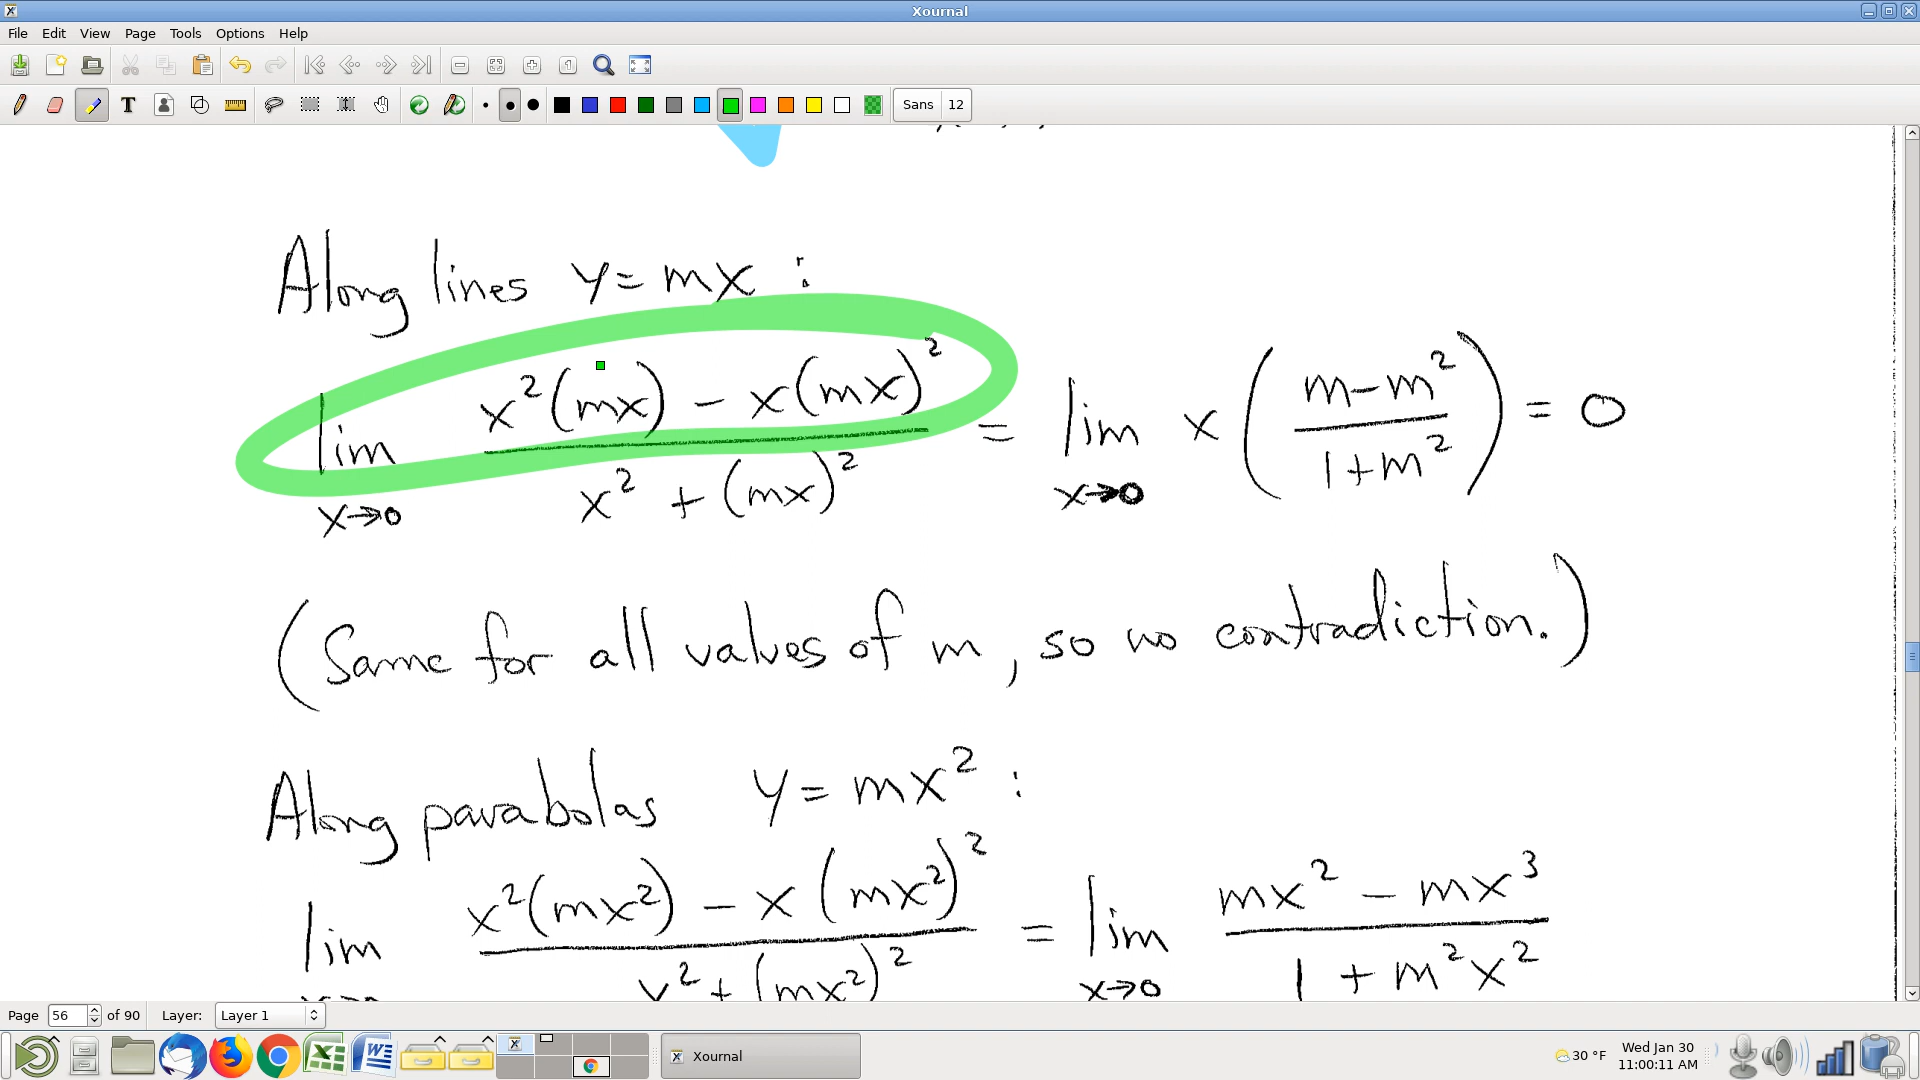 Xournal
File Edit View Page Tools Options Help
Sans 12
Along lines y = mx :
lim x→0 (x²(mx) − x(mx)²) / (x² + (mx)²) = lim x→0 x ((m−m²) / (1+m²)) = 0
(Same for all values of m, so no contradiction.)
Along parabolas y = mx² :
lim (x²(mx²) − x(mx²)²) / (x² + (mx²)²) = lim x→0 (mx² − mx³) / (1 + m²x²)
Page 56 of 90 Layer: Layer 1
Xournal
30 °F
Wed Jan 30
11:00:11 AM